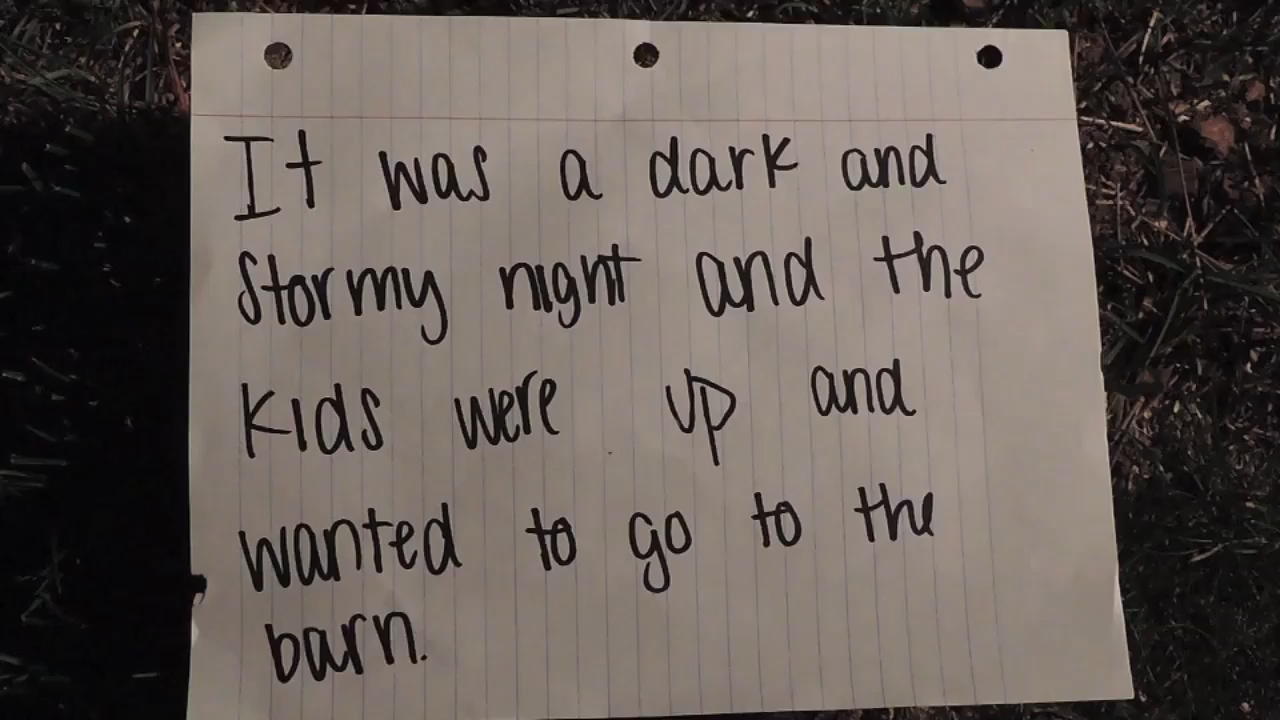 It was a dark and
Stormy night and the
kids were up and
wanted to go to the
barn.